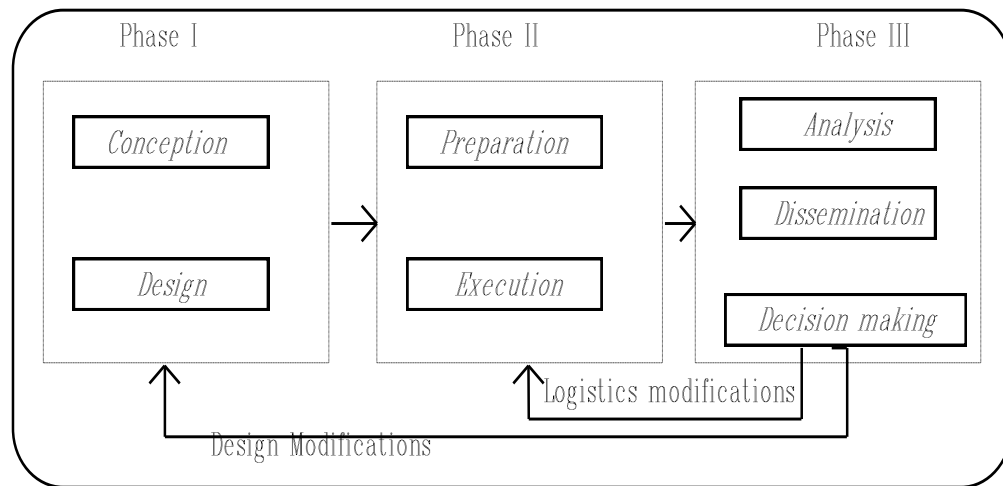 Phase I
Phase II
Phase III
Conception
Design
Preparation
Execution
Analysis
Dissemination
Decision making
Logistics modifications
Design Modifications